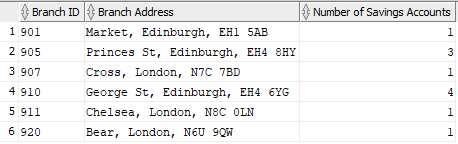 Branch ID Branch Address Number of Savings Accounts
1 901 Market, Edinburgh, EH1 5AB 1
2 905 Princes St, Edinburgh, EH4 8HY 3
3 907 Cross, London, N7C 7BD 1
4 910 George St, Edinburgh, EH4 6YG 4
5 911 Chelsea, London, N8C 0LN 1
6 920 Bear, London, N6U 9QW 1